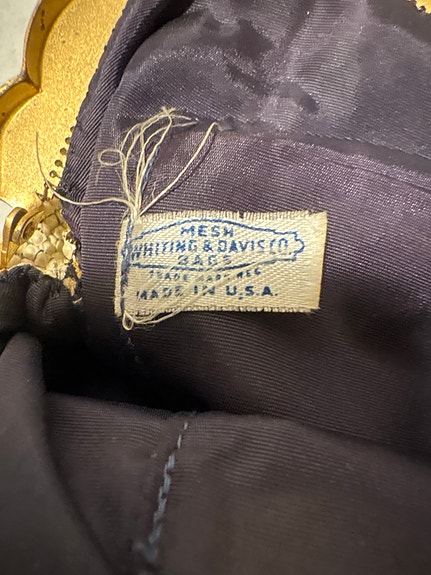 MESH
WHITING & DAVIS CO.
BAGS
TRADE MARK REG
MADE IN U.S.A.